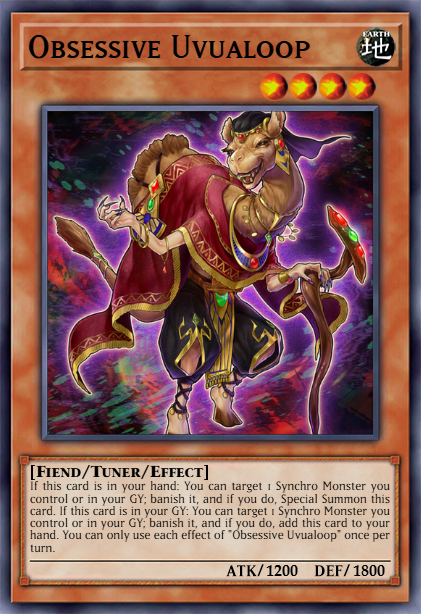 OBSESSIVE UVUALOOP
EARTH
地
[FIEND/TUNER/EFFECT]
If this card is in your hand: You can target 1 Synchro Monster you
control or in your GY; banish it, and if you do, Special Summon this
card. If this card is in your GY: You can target 1 Synchro Monster you
control or in your GY; banish it, and if you do, add this card to your
hand. You can only use each effect of "Obsessive Uvualoop" once per
turn.
ATK/1200 DEF/1800